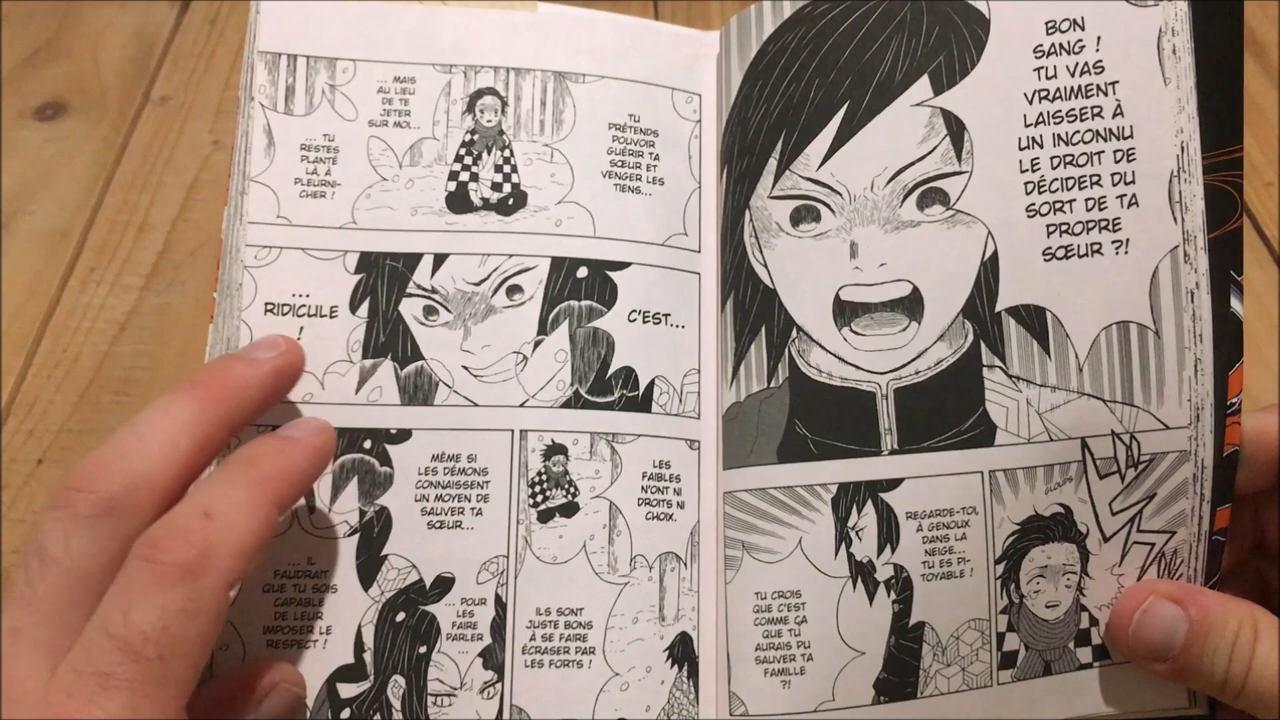 BON
SANG !
TU VAS
VRAIMENT
LAISSER À
UN INCONNU
LE DROIT DE
DÉCIDER DU
SORT DE TA
PROPRE
SŒUR ?!
GLOUPS
REGARDE-TOI,
À GENOUX
DANS LA
NEIGE...
TU ES PI-
TOYABLE !
TU CROIS
QUE C'EST
COMME ÇA
QUE TU
AURAIS PU
SAUVER TA
FAMILLE
?!
TU
PRÉTENDS
POUVOIR
GUÉRIR TA
SŒUR ET
VENGER LES
TIENS...
... MAIS
AU LIEU
DE TE
JETER
SUR MOI...
... TU
RESTES
PLANTÉ
LÀ, À
PLEURNI-
CHER !
C'EST...
...
RIDICULE
!
LES
FAIBLES
N'ONT NI
DROITS NI
CHOIX.
ILS SONT
JUSTE BONS
À SE FAIRE
ÉCRASER PAR
LES FORTS !
MÊME SI
LES DÉMONS
CONNAISSENT
UN MOYEN DE
SAUVER TA
SŒUR...
... POUR
LES
FAIRE
PARLER
...
... IL
FAUDRAIT
QUE TU SOIS
CAPABLE
DE LEUR
IMPOSER LE
RESPECT !